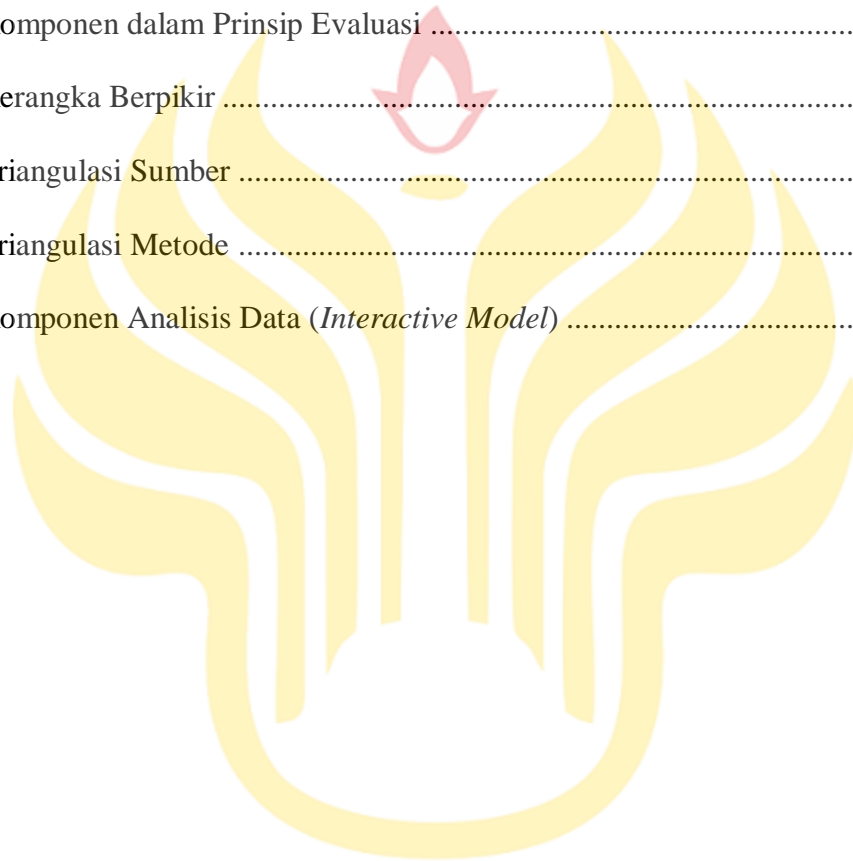 omponen dalam Prinsip Evaluasi ..........................................................................
erangka Berpikir ....................................................................................................
riangulasi Sumber ..................................................................................................
riangulasi Metode ..................................................................................................
omponen Analisis Data (Interactive Model) ..............................................